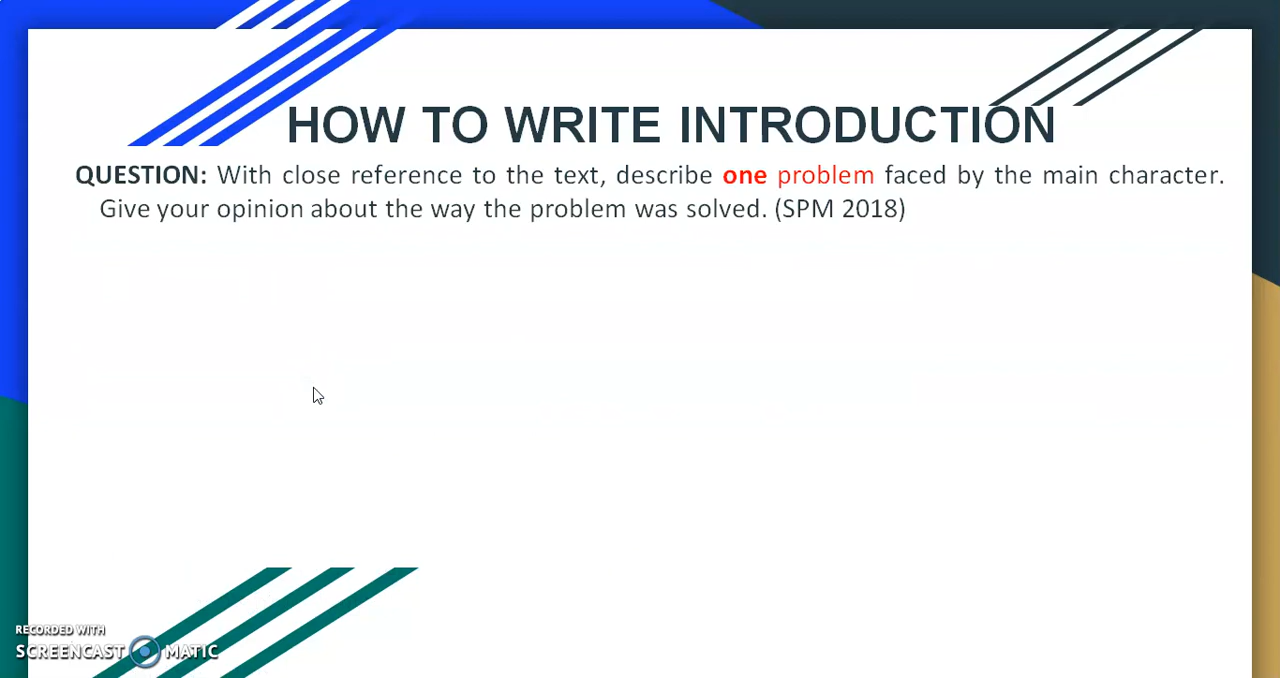 HOW TO WRITE INTRODUCTION
QUESTION: With close reference to the text, describe one problem faced by the main character.
Give your opinion about the way the problem was solved. (SPM 2018)
RECORDED WITH
SCREENCAST MATIC